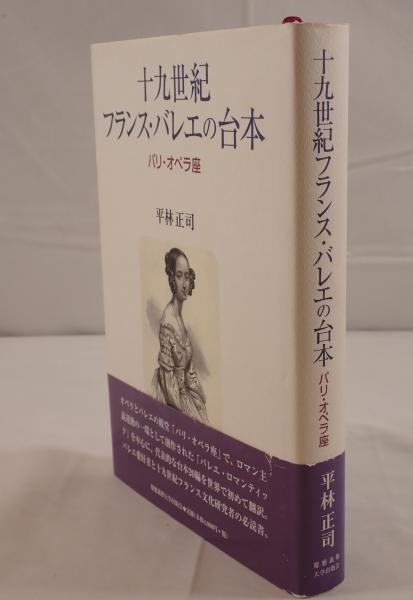 十九世紀
フランス・バレエの台本
パリ・オペラ座
平林正司
オペラとバレエの殿堂「パリ・オペラ座」で、ロマン主
義運動の一環として創作された「バレエ・ロマンティッ
ク」を中心に、代表的な台本20編を世界で初めて翻訳。
バレエ愛好者と十九世紀フランス文化研究者の必読書。
十九世紀フランス・バレエの台本 パリ・オペラ座
平林正司
慶應義塾
大学出版会